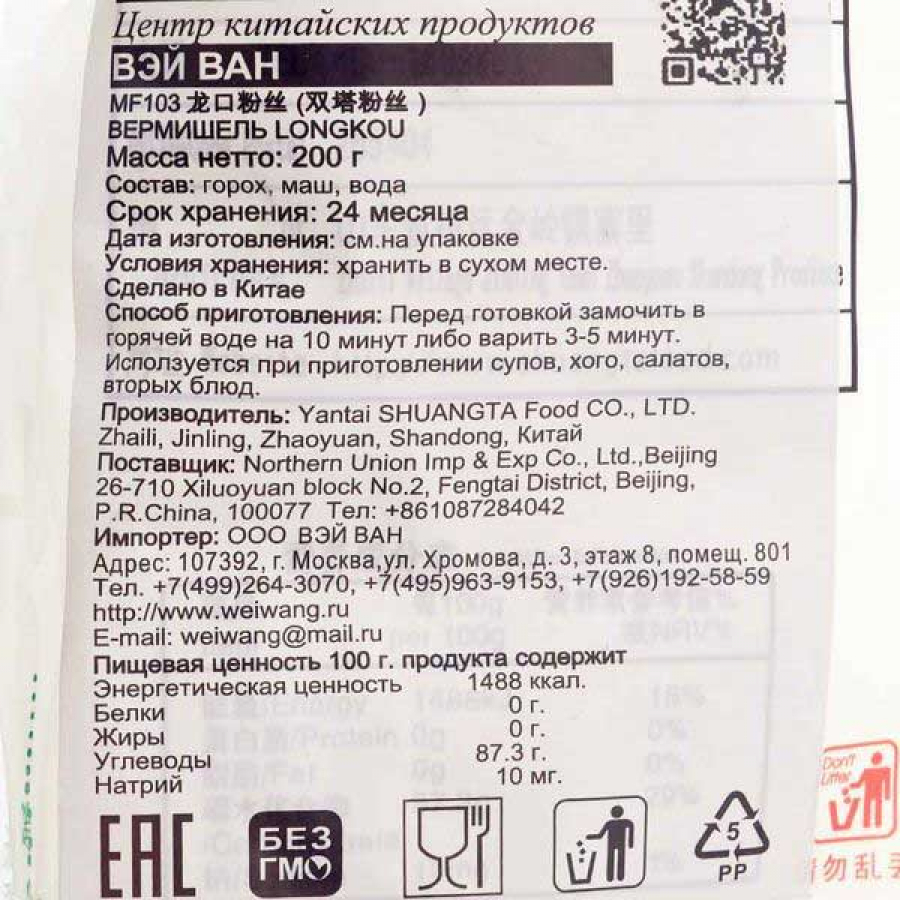 Центр китайских продуктов
ВЭЙ ВАН
MF103 龙口粉丝 (双塔粉丝 )
ВЕРМИШЕЛЬ LONGKOU
Масса нетто: 200 г
Состав: горох, маш, вода
Срок хранения: 24 месяца
Дата изготовления: см.на упаковке
Условия хранения: хранить в сухом месте.
Сделано в Китае
Способ приготовления: Перед готовкой замочить в
горячей воде на 10 минут либо варить 3-5 минут.
Исползуется при приготовлении супов, хого, салатов,
вторых блюд.
Производитель: Yantai SHUANGTA Food CO., LTD.
Zhaili, Jinling, Zhaoyuan, Shandong, Китай
Поставщик: Northern Union Imp & Exp Co., Ltd.,Beijing
26-710 Xiluoyuan block No.2, Fengtai District, Beijing,
P.R.China, 100077 Тел: +861087284042
Импортер: ООО ВЭЙ ВАН
Адрес: 107392, г. Москва,ул. Хромова, д. 3, этаж 8, помещ. 801
Тел. +7(499)264-3070, +7(495)963-9153, +7(926)192-58-59
http://www.weiwang.ru
E-mail: weiwang@mail.ru
Пищевая ценность 100 г. продукта содержит
Энергетическая ценность 1488 ккал.
Белки 0 г.
Жиры 0 г.
Углеводы 87.3 г.
Натрий 10 мг.
EAC
БЕЗ
ГМО
5
PP
Don't
Litter
勿乱丢